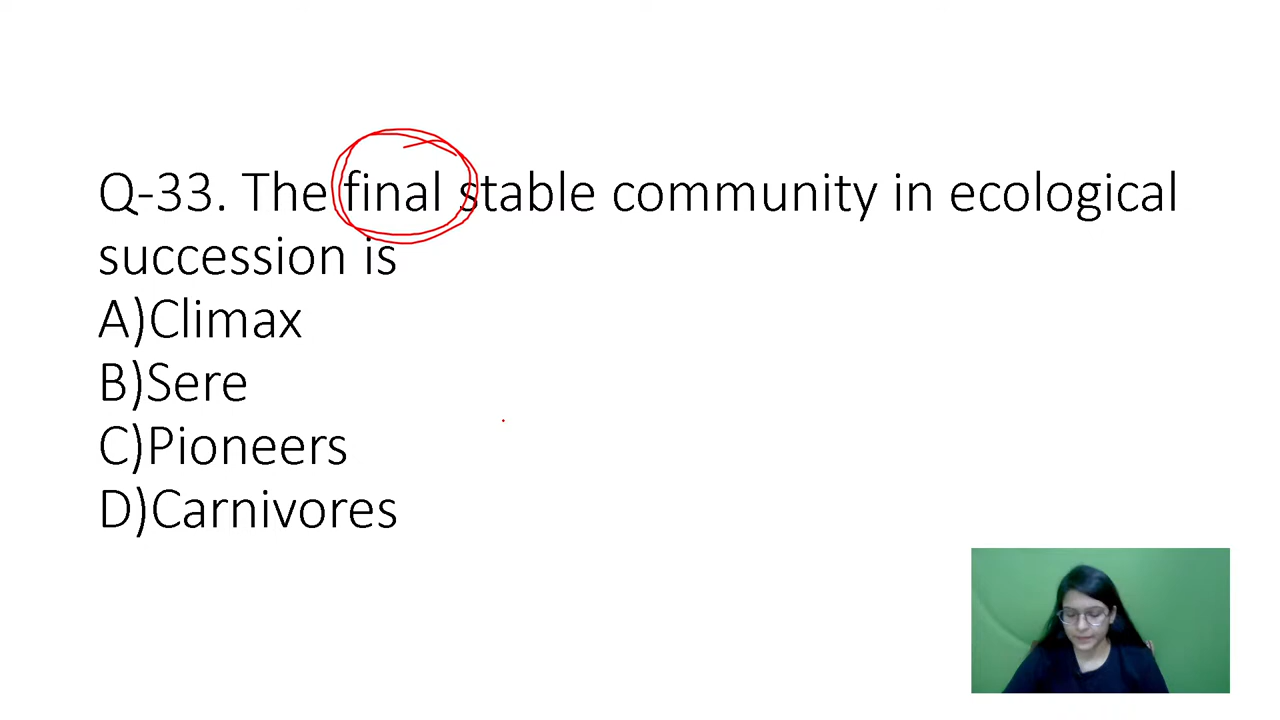 Q-33. The final stable community in ecological
succession is
A)Climax
B)Sere
C)Pioneers
D)Carnivores